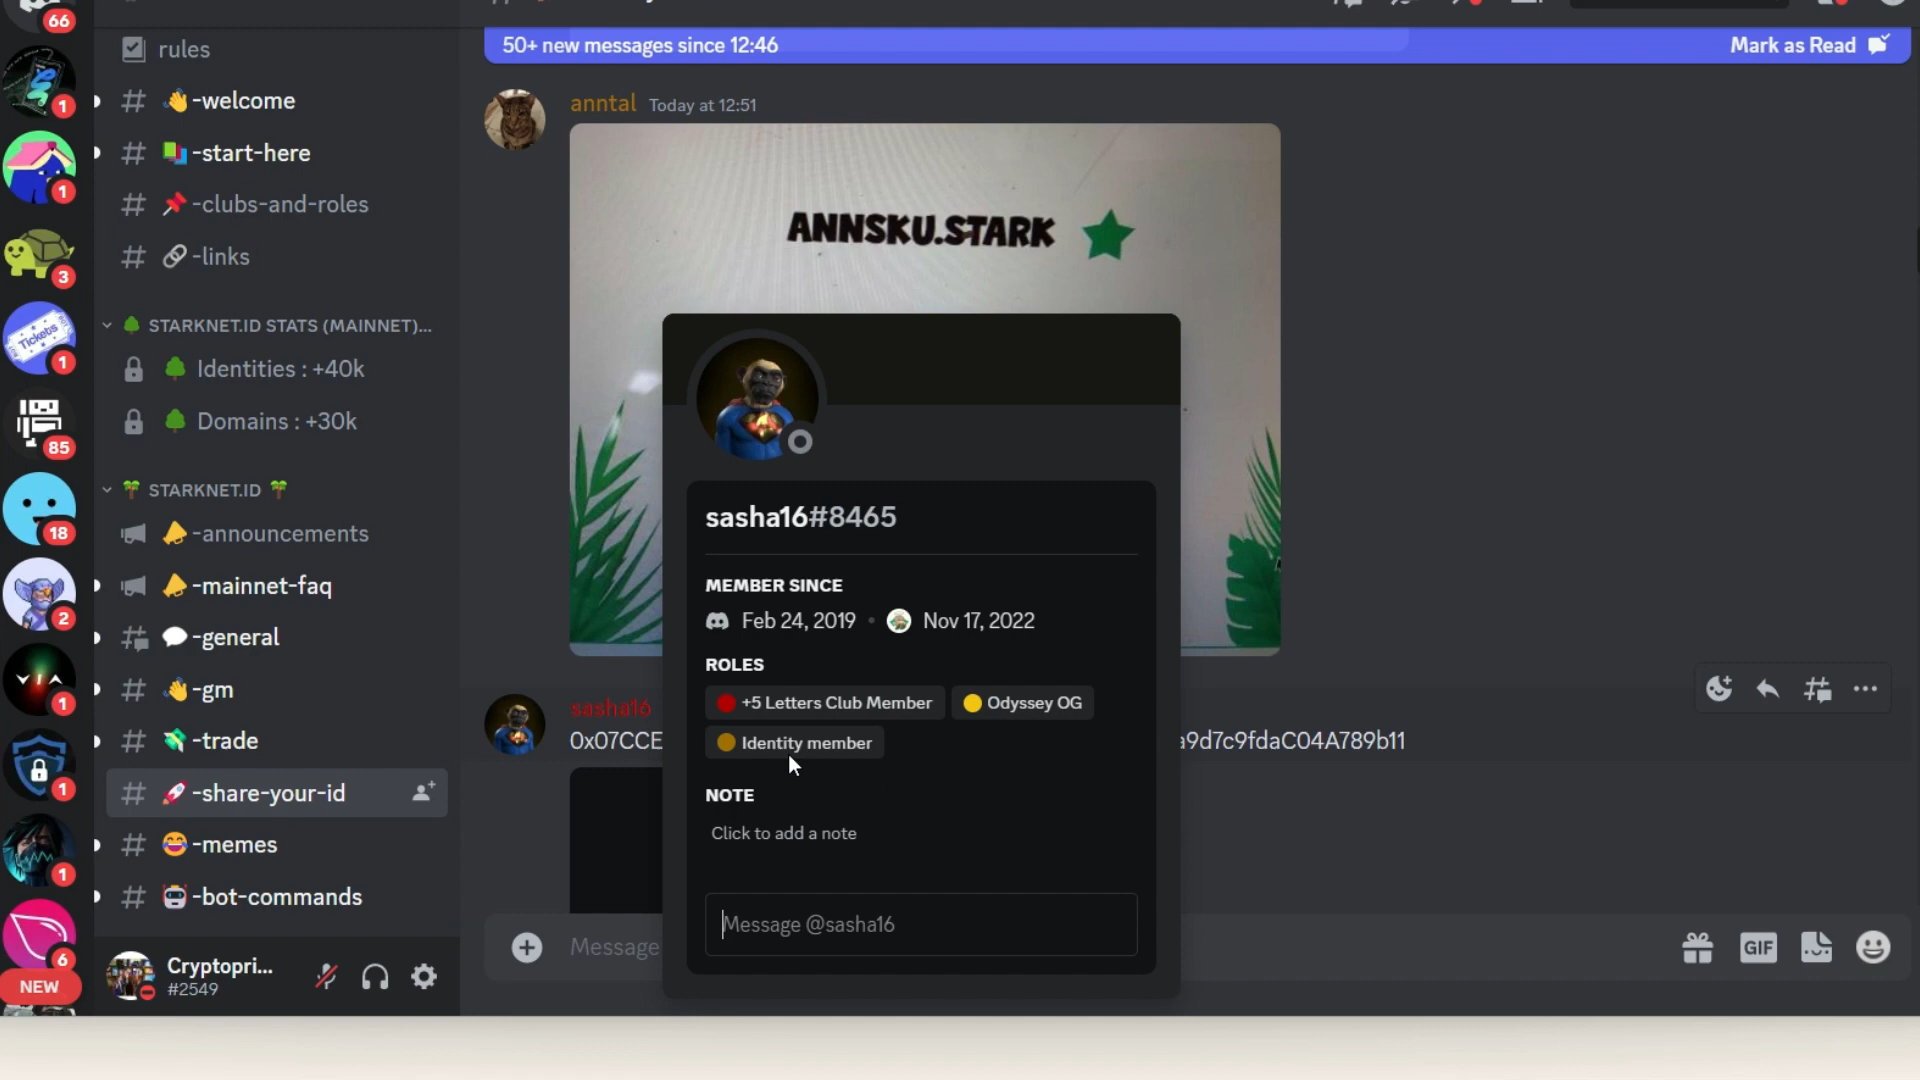 66
1
1
3
1
85
18
2
1
1
1
6
NEW
Tickets
rules
# 👋-welcome
# -start-here
# 📌-clubs-and-roles
# 🔗-links
🌳 STARKNET.ID STATS (MAINNET)...
🌳 Identities : +40k
🌳 Domains : +30k
🌴 STARKNET.ID 🌴
-announcements
-mainnet-faq
💬-general
# 👋-gm
# 💸-trade
# 🚀-share-your-id
# 😂-memes
# 🤖-bot-commands
Cryptopri...
#2549
50+ new messages since 12:46
Mark as Read
anntal Today at 12:51
ANNSKU.STARK
sasha16#8465
MEMBER SINCE
Feb 24, 2019 • Nov 17, 2022
ROLES
+5 Letters Club Member
Odyssey OG
Identity member
NOTE
Click to add a note
Message @sasha16
sasha16
0x07CCE
a9d7c9fdaC04A789b11
Message
GIF